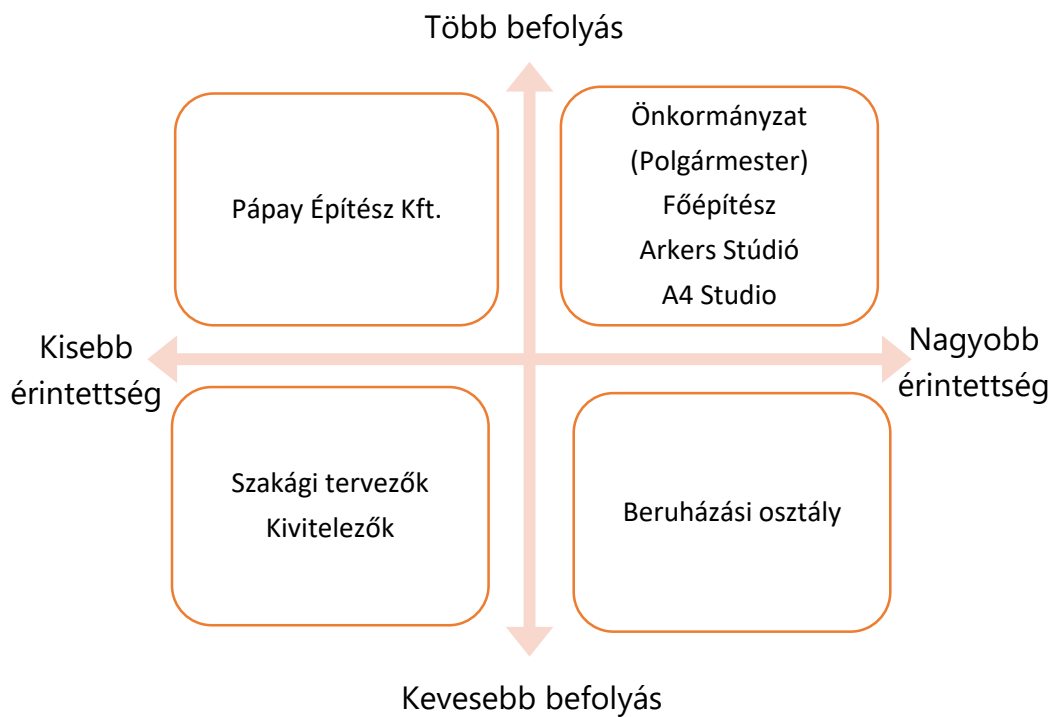 Több befolyás
Pápay Építész Kft.
Önkormányzat
(Polgármester)
Főépítész
Arkers Stúdió
A4 Studio
Kisebb
érintettség
Nagyobb
érintettség
Szakági tervezők
Kivitelezők
Beruházási osztály
Kevesebb befolyás